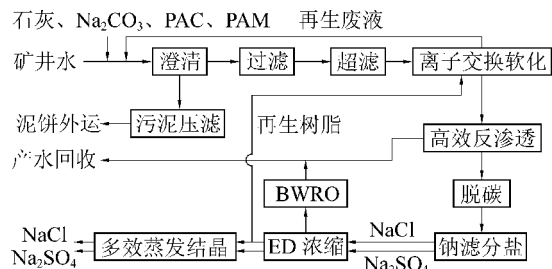 石灰、Na₂CO₃、PAC、PAM 再生废液
矿井水 澄清 过滤 超滤 离子交换软化
泥饼外运 污泥压滤 再生树脂 高效反渗透
产水回收
BWRO 脱碳
NaCl 多效蒸发结晶 ED 浓缩 NaCl 钠滤分盐
Na₂SO₄ Na₂SO₄